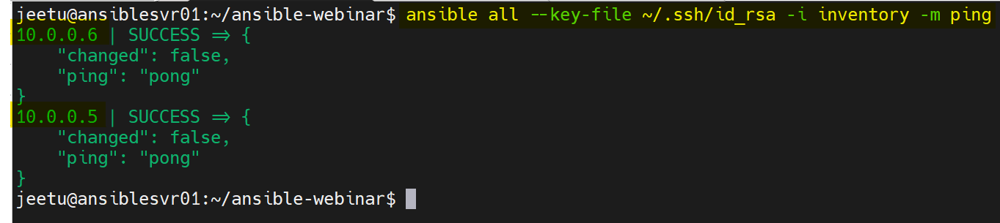 jeetu@ansiblesvr01:~/ansible-webinar$ ansible all --key-file ~/.ssh/id_rsa -i inventory -m ping
10.0.0.6 | SUCCESS => {
    "changed": false,
    "ping": "pong"
}
10.0.0.5 | SUCCESS => {
    "changed": false,
    "ping": "pong"
}
jeetu@ansiblesvr01:~/ansible-webinar$